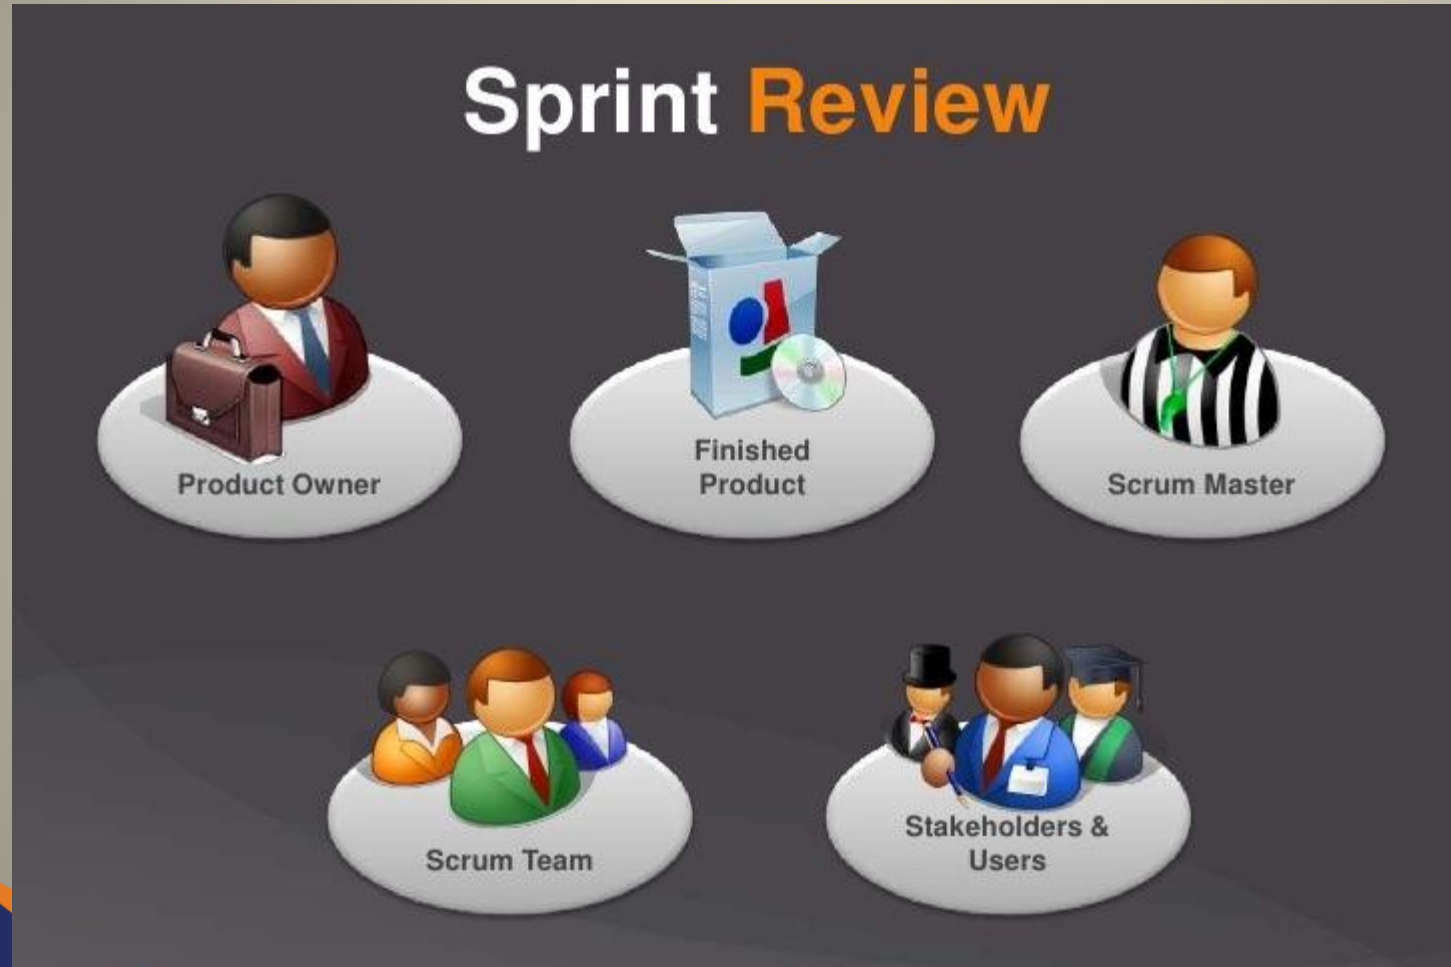 Sprint Review
Product Owner
Finished
Product
Scrum Master
Scrum Team
Stakeholders &
Users